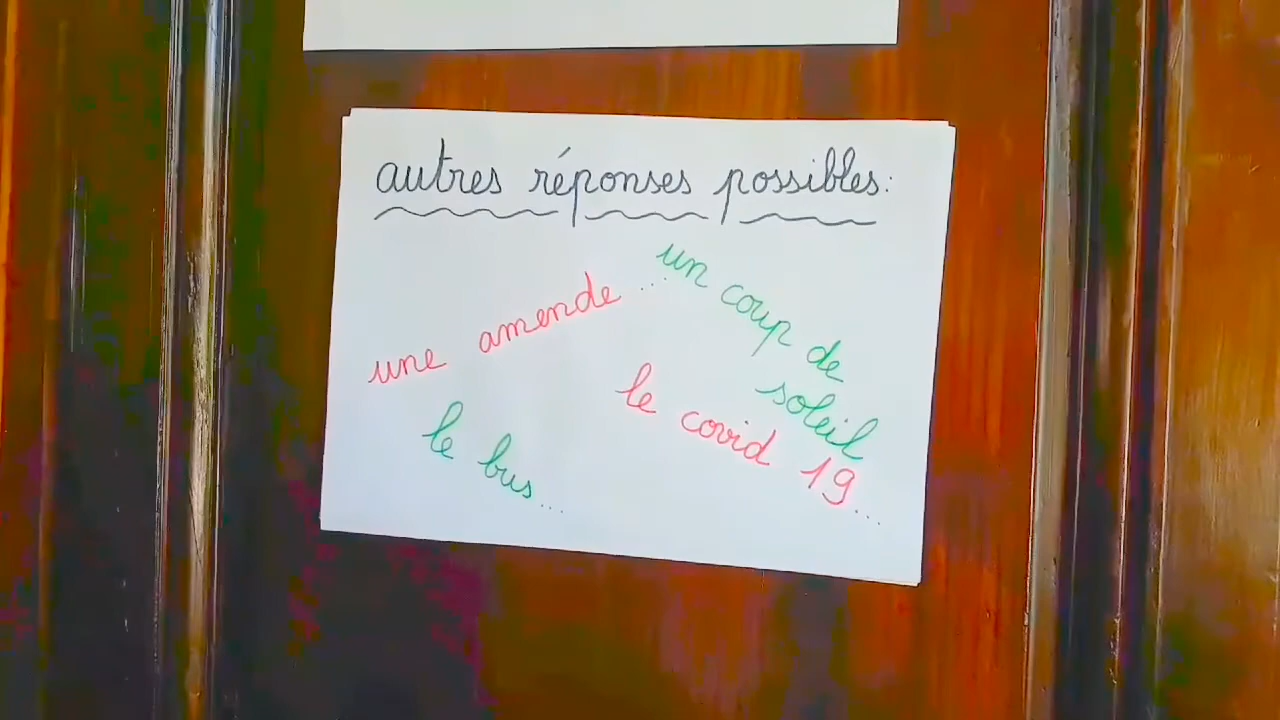 autres réponses possibles:
une amende ...
un coup de
soleil
le covid 19...
le bus...